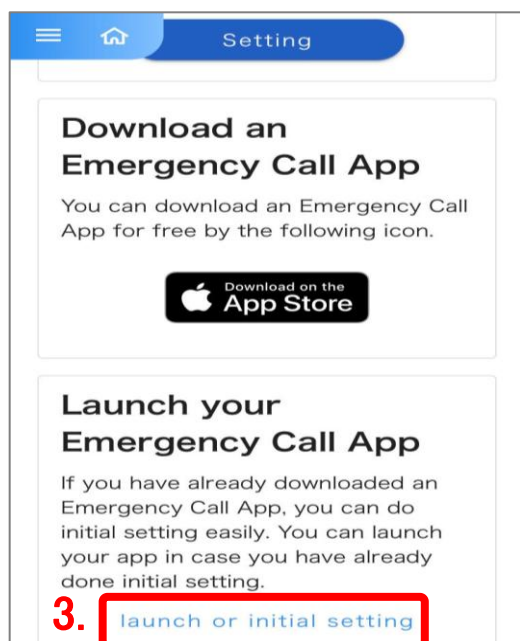 Setting
Download an
Emergency Call App
You can download an Emergency Call
App for free by the following icon.
Download on the
App Store
Launch your
Emergency Call App
If you have already downloaded an
Emergency Call App, you can do
initial setting easily. You can launch
your app in case you have already
done initial setting.
3.
launch or initial setting